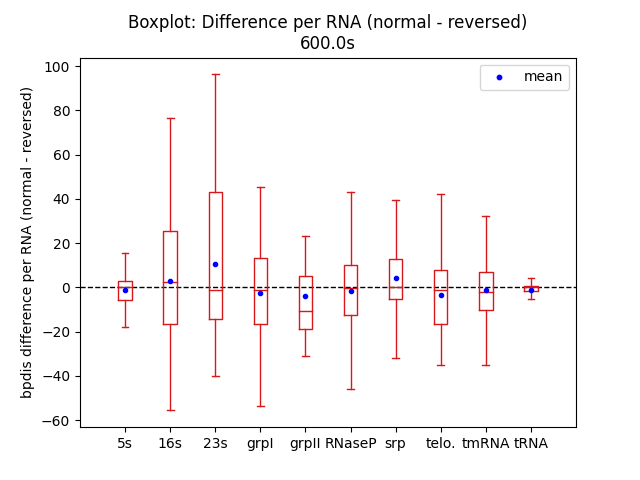 Boxplot: Difference per RNA (normal - reversed)
600.0s
mean
bpdis difference per RNA (normal - reversed)
100
80
60
40
20
0
−20
−40
−60
5s 16s 23s grpI grpII RNaseP srp telo. tmRNA tRNA